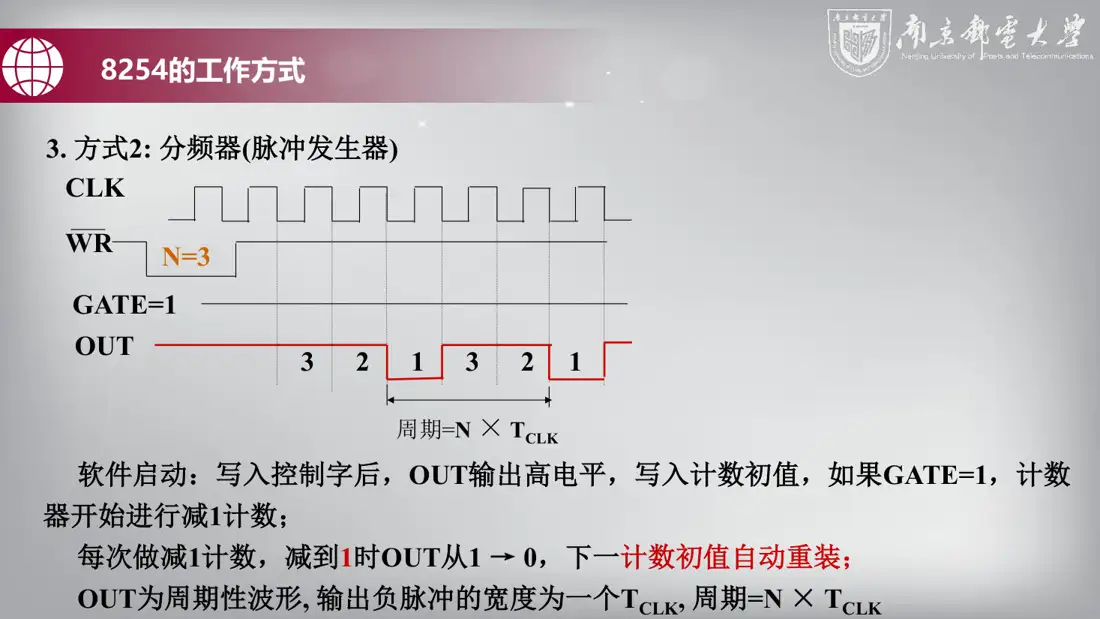 南京邮电大学
Nanjing University of Posts and Telecommunications
8254的工作方式
3. 方式2: 分频器(脉冲发生器)
CLK
WR
N=3
GATE=1
OUT
3 2 1 3 2 1
周期=N × TCLK
软件启动：写入控制字后，OUT输出高电平，写入计数初值，如果GATE=1，计数
器开始进行减1计数；
每次做减1计数，减到1时OUT从1 → 0，下一计数初值自动重装；
OUT为周期性波形, 输出负脉冲的宽度为一个TCLK, 周期=N × TCLK